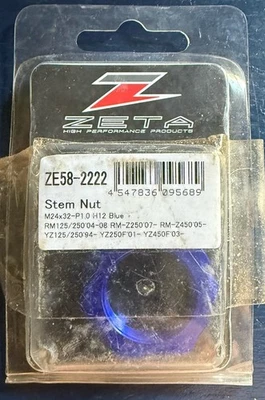 ZETA
HIGH PERFORMANCE PRODUCTS
ZE58-2222
4 547836 095689
Stem Nut
M24x32-P1.0 H12 Blue
RM125/250'04-08 RM-Z250'07- RM-Z450'05-
YZ125/250'94- YZ250F'01- YZ450F'03-